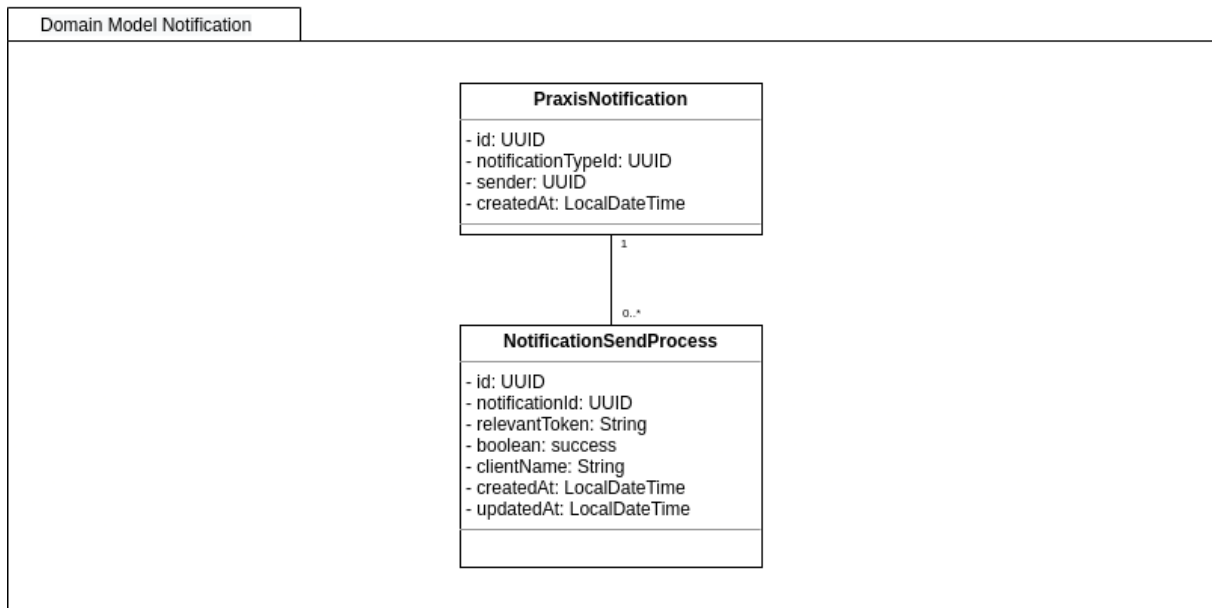 Domain Model Notification
PraxisNotification
- id: UUID
- notificationTypeId: UUID
- sender: UUID
- createdAt: LocalDateTime
1
0..*
NotificationSendProcess
- id: UUID
- notificationId: UUID
- relevantToken: String
- boolean: success
- clientName: String
- createdAt: LocalDateTime
- updatedAt: LocalDateTime